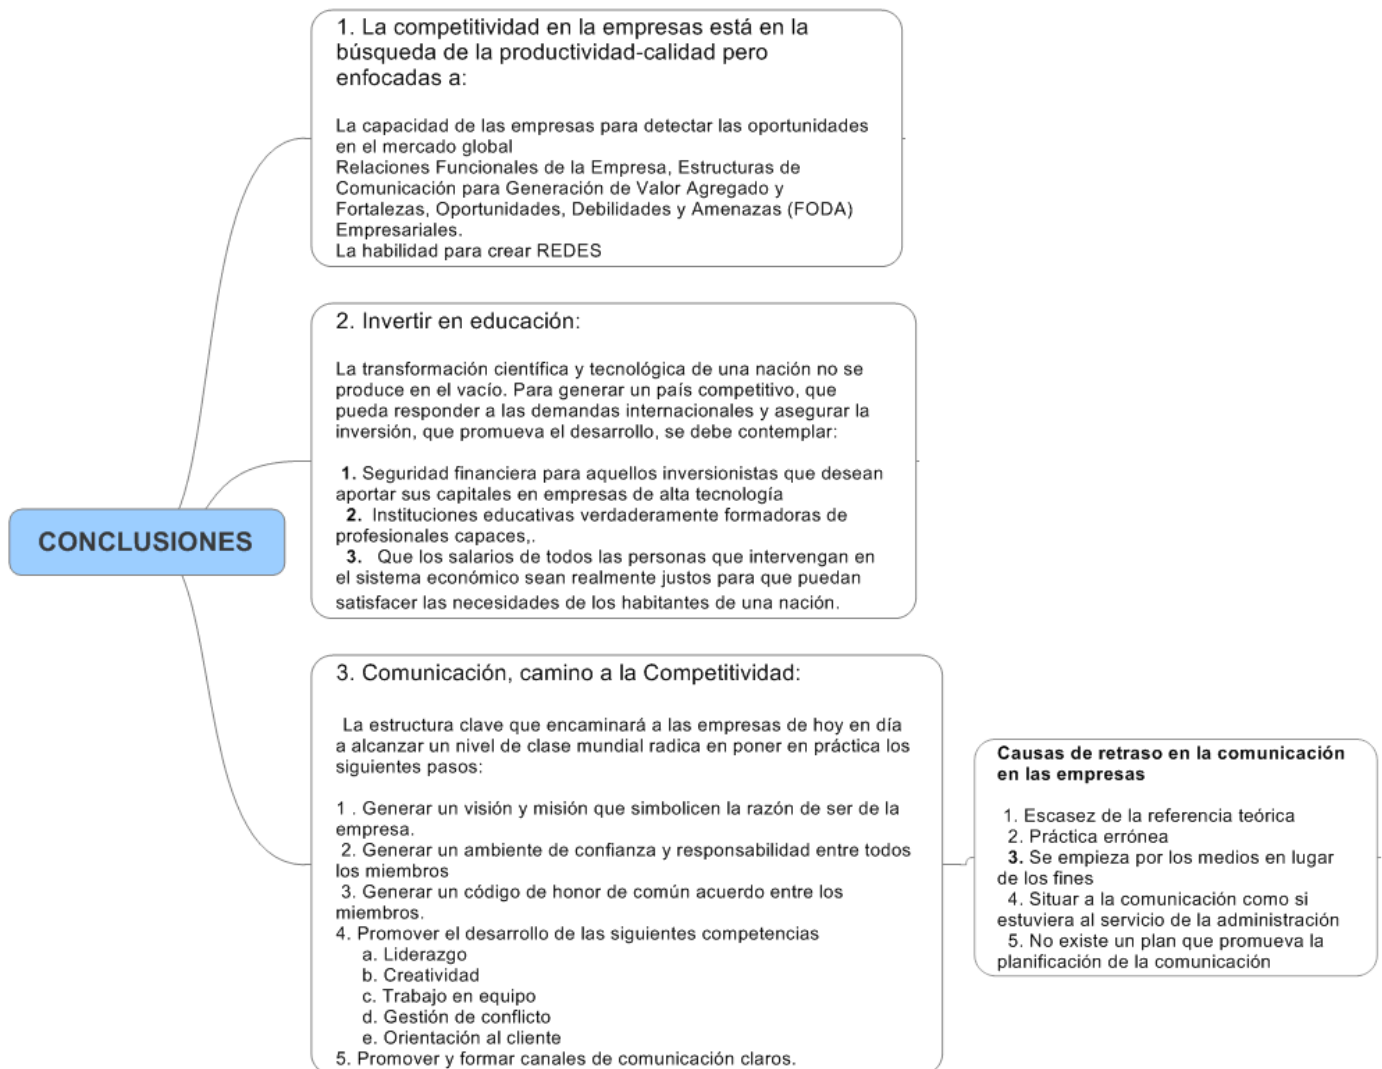 1. La competitividad en la empresas está en la
búsqueda de la productividad-calidad pero
enfocadas a:
La capacidad de las empresas para detectar las oportunidades
en el mercado global
Relaciones Funcionales de la Empresa, Estructuras de
Comunicación para Generación de Valor Agregado y
Fortalezas, Oportunidades, Debilidades y Amenazas (FODA)
Empresariales.
La habilidad para crear REDES
2. Invertir en educación:
La transformación científica y tecnológica de una nación no se
produce en el vacío. Para generar un país competitivo, que
pueda responder a las demandas internacionales y asegurar la
inversión, que promueva el desarrollo, se debe contemplar:
1. Seguridad financiera para aquellos inversionistas que desean
aportar sus capitales en empresas de alta tecnología
2. Instituciones educativas verdaderamente formadoras de
profesionales capaces,.
3. Que los salarios de todos las personas que intervengan en
el sistema económico sean realmente justos para que puedan
satisfacer las necesidades de los habitantes de una nación.
CONCLUSIONES
3. Comunicación, camino a la Competitividad:
La estructura clave que encaminará a las empresas de hoy en día
a alcanzar un nivel de clase mundial radica en poner en práctica los
siguientes pasos:
1 . Generar un visión y misión que simbolicen la razón de ser de la
empresa.
2. Generar un ambiente de confianza y responsabilidad entre todos
los miembros
3. Generar un código de honor de común acuerdo entre los
miembros.
4. Promover el desarrollo de las siguientes competencias
a. Liderazgo
b. Creatividad
c. Trabajo en equipo
d. Gestión de conflicto
e. Orientación al cliente
5. Promover y formar canales de comunicación claros.
Causas de retraso en la comunicación
en las empresas
1. Escasez de la referencia teórica
2. Práctica errónea
3. Se empieza por los medios en lugar
de los fines
4. Situar a la comunicación como si
estuviera al servicio de la administración
5. No existe un plan que promueva la
planificación de la comunicación